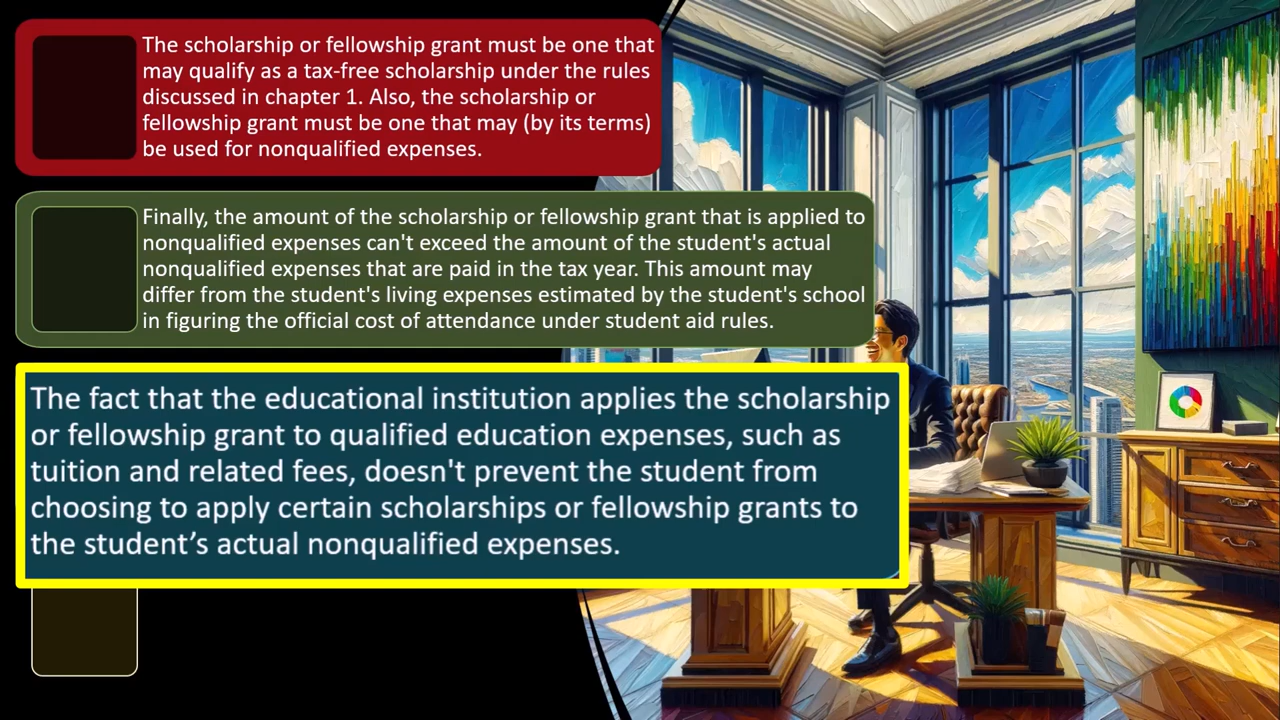 The scholarship or fellowship grant must be one that
may qualify as a tax-free scholarship under the rules
discussed in chapter 1. Also, the scholarship or
fellowship grant must be one that may (by its terms)
be used for nonqualified expenses.
Finally, the amount of the scholarship or fellowship grant that is applied to
nonqualified expenses can't exceed the amount of the student's actual
nonqualified expenses that are paid in the tax year. This amount may
differ from the student's living expenses estimated by the student's school
in figuring the official cost of attendance under student aid rules.
The fact that the educational institution applies the scholarship
or fellowship grant to qualified education expenses, such as
tuition and related fees, doesn't prevent the student from
choosing to apply certain scholarships or fellowship grants to
the student’s actual nonqualified expenses.